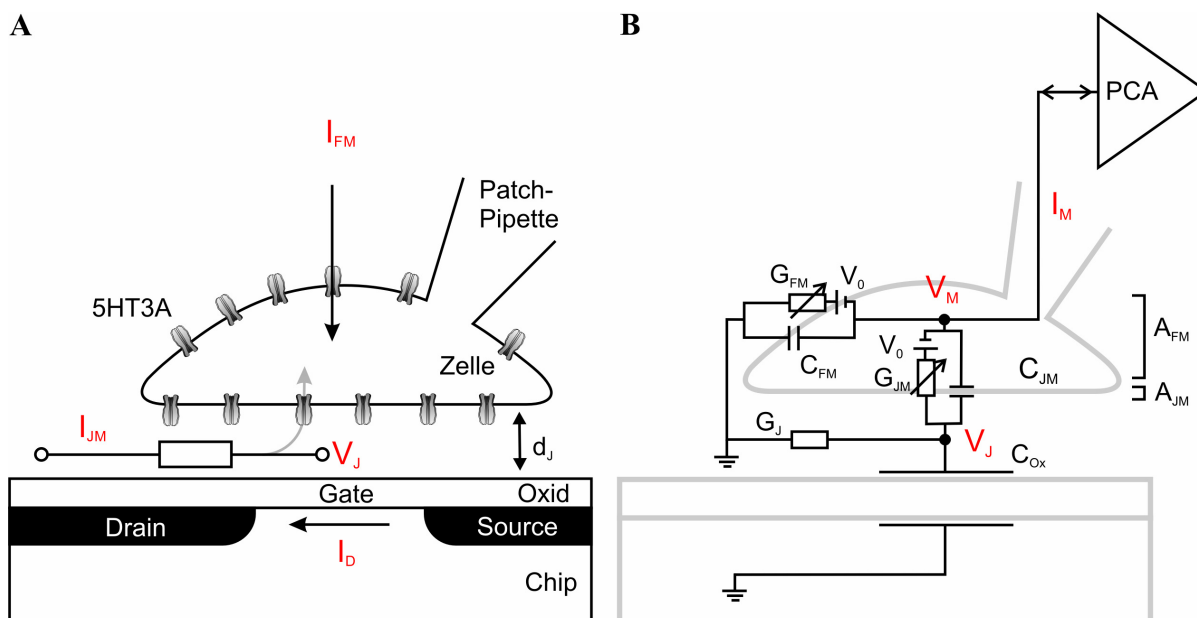 A
I_FM
Patch-
Pipette
5HT3A
Zelle
I_JM
V_J
d_J
Gate
Oxid
Drain
Source
I_D
Chip
B
PCA
I_M
G_FM
V_0
V_M
A_FM
C_FM
V_0
G_JM
C_JM
A_JM
G_J
V_J
C_Ox